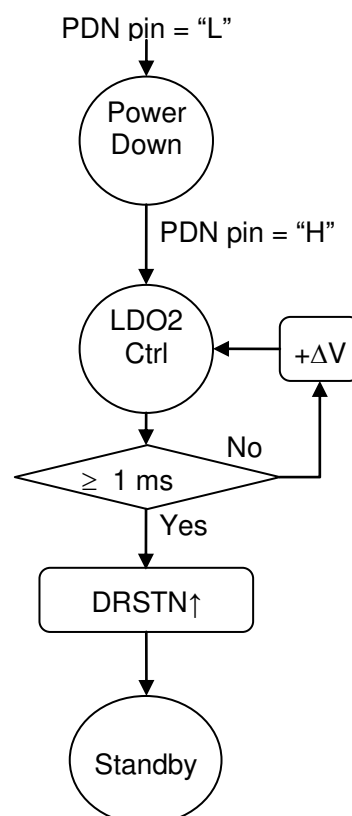 PDN pin = “L”
Power
Down
PDN pin = “H”
LDO2
Ctrl
+ΔV
No
≥ 1 ms
Yes
DRSTN↑
Standby